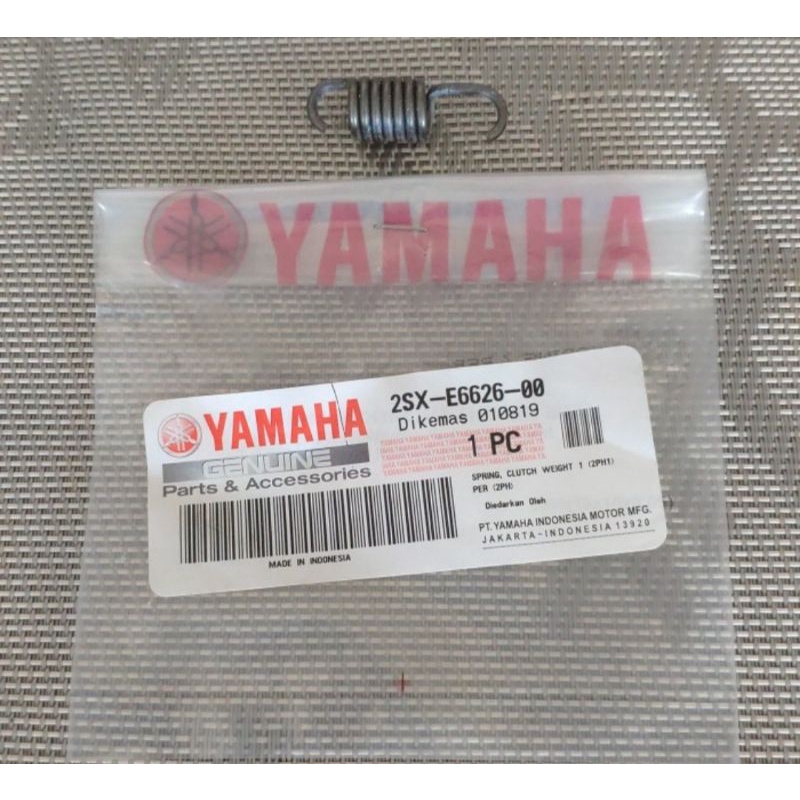 YAMAHA
YAMAHA
GENUINE
Parts & Accessories
2SX-E6626-00
Dikemas 010819
1 PC
SPRING, CLUTCH WEIGHT 1 (2PH1)
PER (2PH)
Diedarkan Oleh
PT. YAMAHA INDONESIA MOTOR MFG.
JAKARTA-INDONESIA 13920
MADE IN INDONESIA